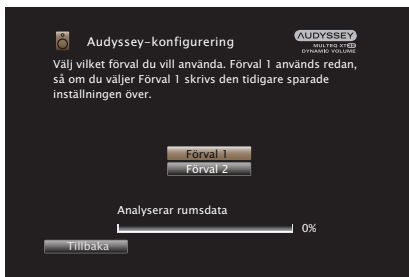 Audyssey-konfigurering
AUDYSSEY
MULTEQ XT32
DYNAMIC VOLUME
Välj vilket förval du vill använda. Förval 1 används redan,
så om du väljer Förval 1 skrivs den tidigare sparade
inställningen över.
Förval 1
Förval 2
Analyserar rumsdata
0%
Tillbaka